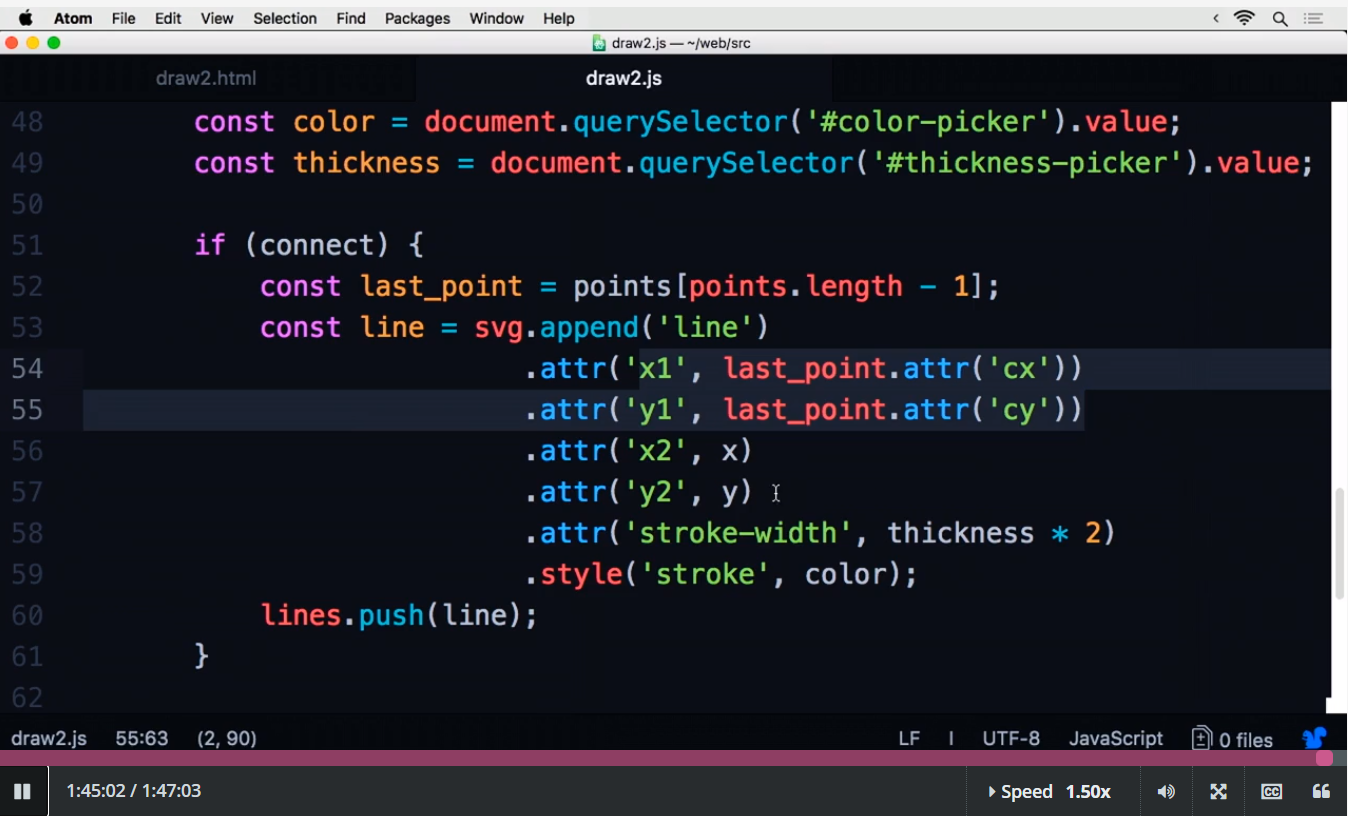 Atom File Edit View Selection Find Packages Window Help
draw2.js — ~/web/src
draw2.html draw2.js
48 const color = document.querySelector('#color-picker').value;
49 const thickness = document.querySelector('#thickness-picker').value;
50
51 if (connect) {
52 const last_point = points[points.length - 1];
53 const line = svg.append('line')
54 .attr('x1', last_point.attr('cx'))
55 .attr('y1', last_point.attr('cy'))
56 .attr('x2', x)
57 .attr('y2', y)
58 .attr('stroke-width', thickness * 2)
59 .style('stroke', color);
60 lines.push(line);
61 }
62
draw2.js 55:63 (2, 90) LF UTF-8 JavaScript 0 files
1:45:02 / 1:47:03 Speed 1.50x CC